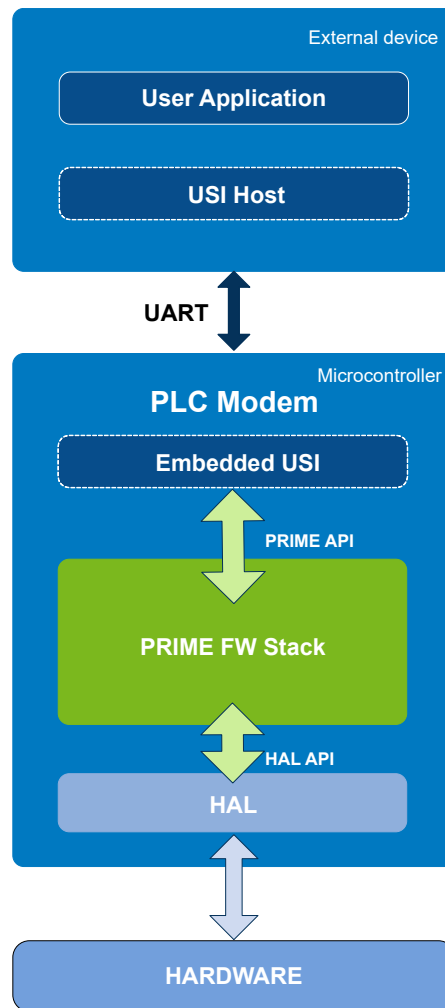 External device
User Application
USI Host
UART
Microcontroller
PLC Modem
Embedded USI
PRIME API
PRIME FW Stack
HAL API
HAL
HARDWARE